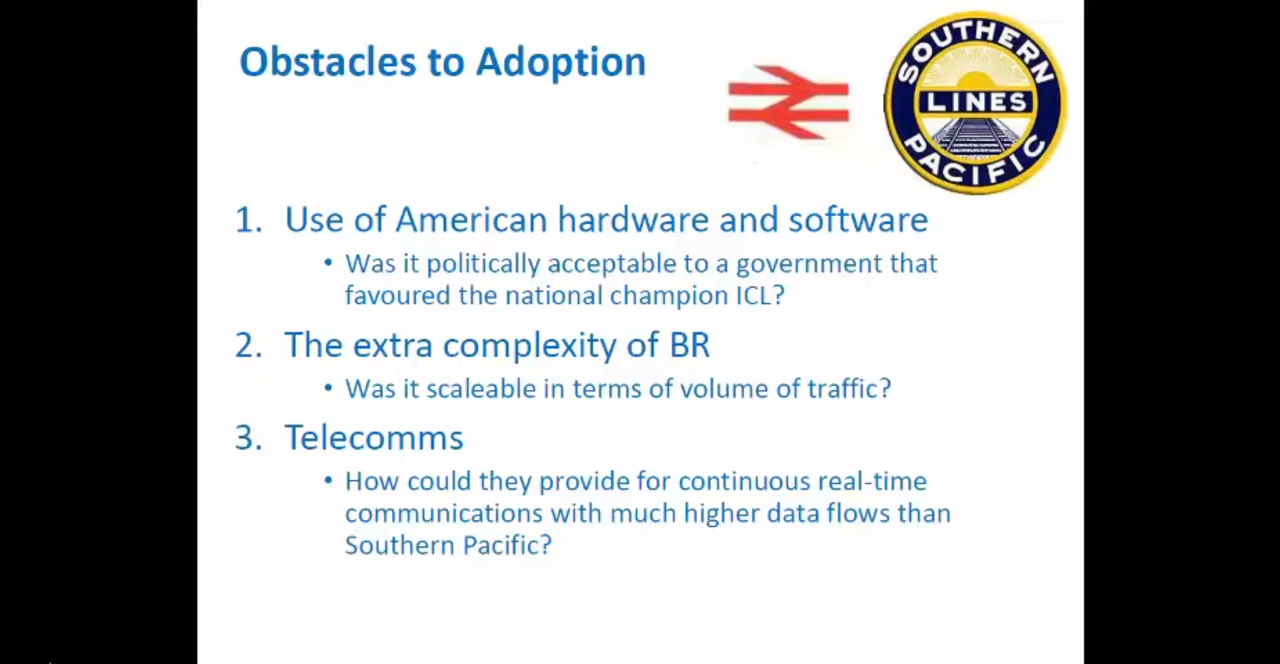 Obstacles to Adoption
SOUTHERN
LINES
PACIFIC
1. Use of American hardware and software
• Was it politically acceptable to a government that
favoured the national champion ICL?
2. The extra complexity of BR
• Was it scaleable in terms of volume of traffic?
3. Telecomms
• How could they provide for continuous real-time
communications with much higher data flows than
Southern Pacific?